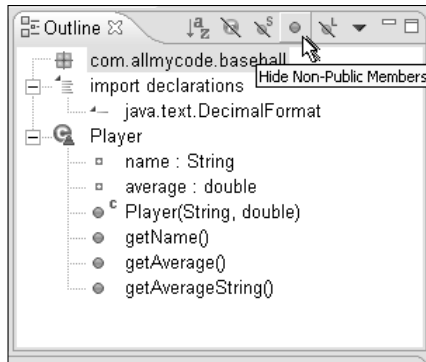 Outline
com.allmycode.baseball
Hide Non-Public Members
import declarations
java.text.DecimalFormat
Player
name : String
average : double
Player(String, double)
getName()
getAverage()
getAverageString()